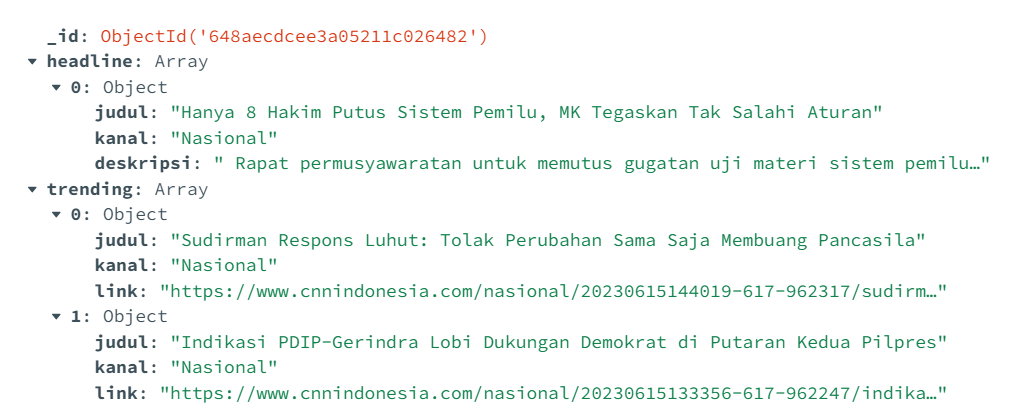 _id: ObjectId('648aecdcee3a05211c026482')
headline: Array
0: Object
judul: "Hanya 8 Hakim Putus Sistem Pemilu, MK Tegaskan Tak Salahi Aturan"
kanal: "Nasional"
deskripsi: " Rapat permusyawaratan untuk memutus gugatan uji materi sistem pemilu…"
trending: Array
0: Object
judul: "Sudirman Respons Luhut: Tolak Perubahan Sama Saja Membuang Pancasila"
kanal: "Nasional"
link: "https://www.cnnindonesia.com/nasional/20230615144019-617-962317/sudirm…"
1: Object
judul: "Indikasi PDIP-Gerindra Lobi Dukungan Demokrat di Putaran Kedua Pilpres"
kanal: "Nasional"
link: "https://www.cnnindonesia.com/nasional/20230615133356-617-962247/indika…"